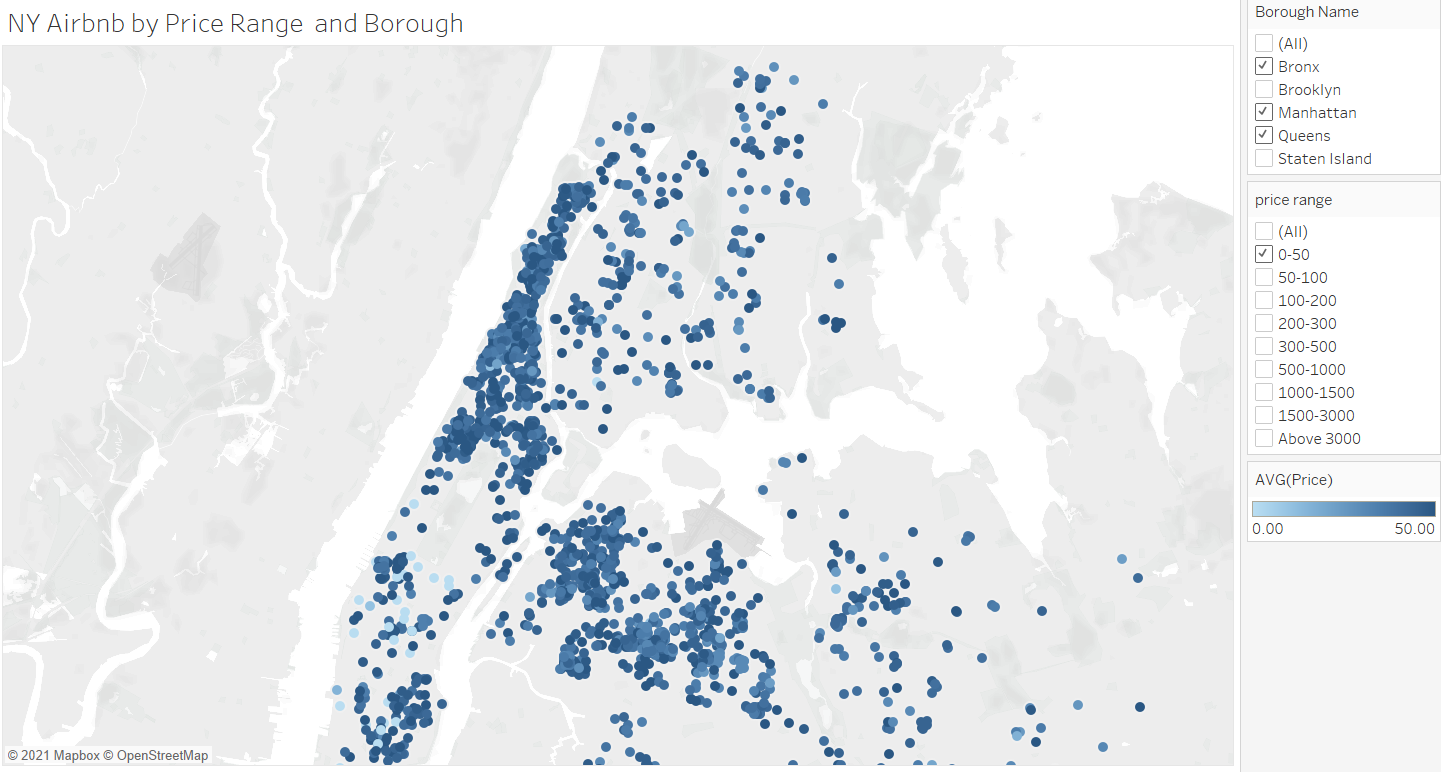 NY Airbnb by Price Range  and Borough
Borough Name
(All)
Bronx
Brooklyn
Manhattan
Queens
Staten Island
price range
(All)
0-50
50-100
100-200
200-300
300-500
500-1000
1000-1500
1500-3000
Above 3000
AVG(Price)
0.00 50.00
© 2021 Mapbox © OpenStreetMap